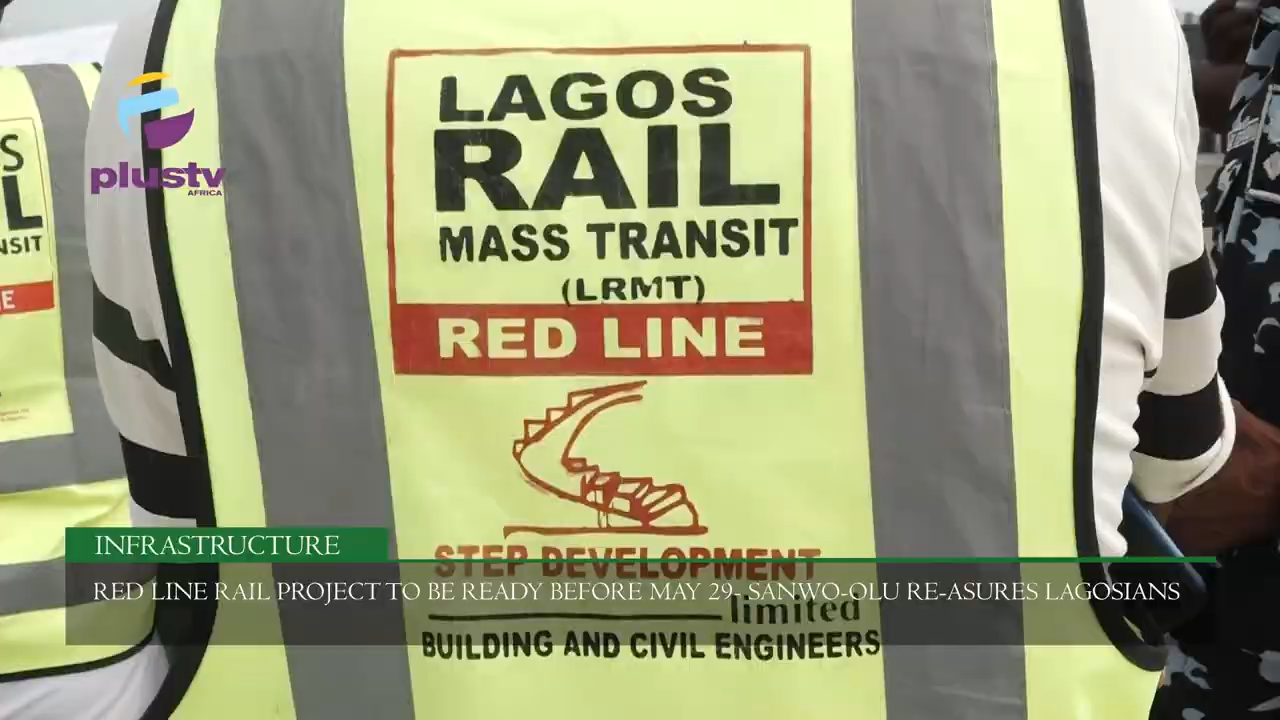 plustv
AFRICA
S
L
NSIT
E
LAGOS
RAIL
MASS TRANSIT
(LRMT)
RED LINE
STEP DEVELOPMENT
limited
BUILDING AND CIVIL ENGINEERS
INFRASTRUCTURE
RED LINE RAIL PROJECT TO BE READY BEFORE MAY 29- SANWO-OLU RE-ASURES LAGOSIANS